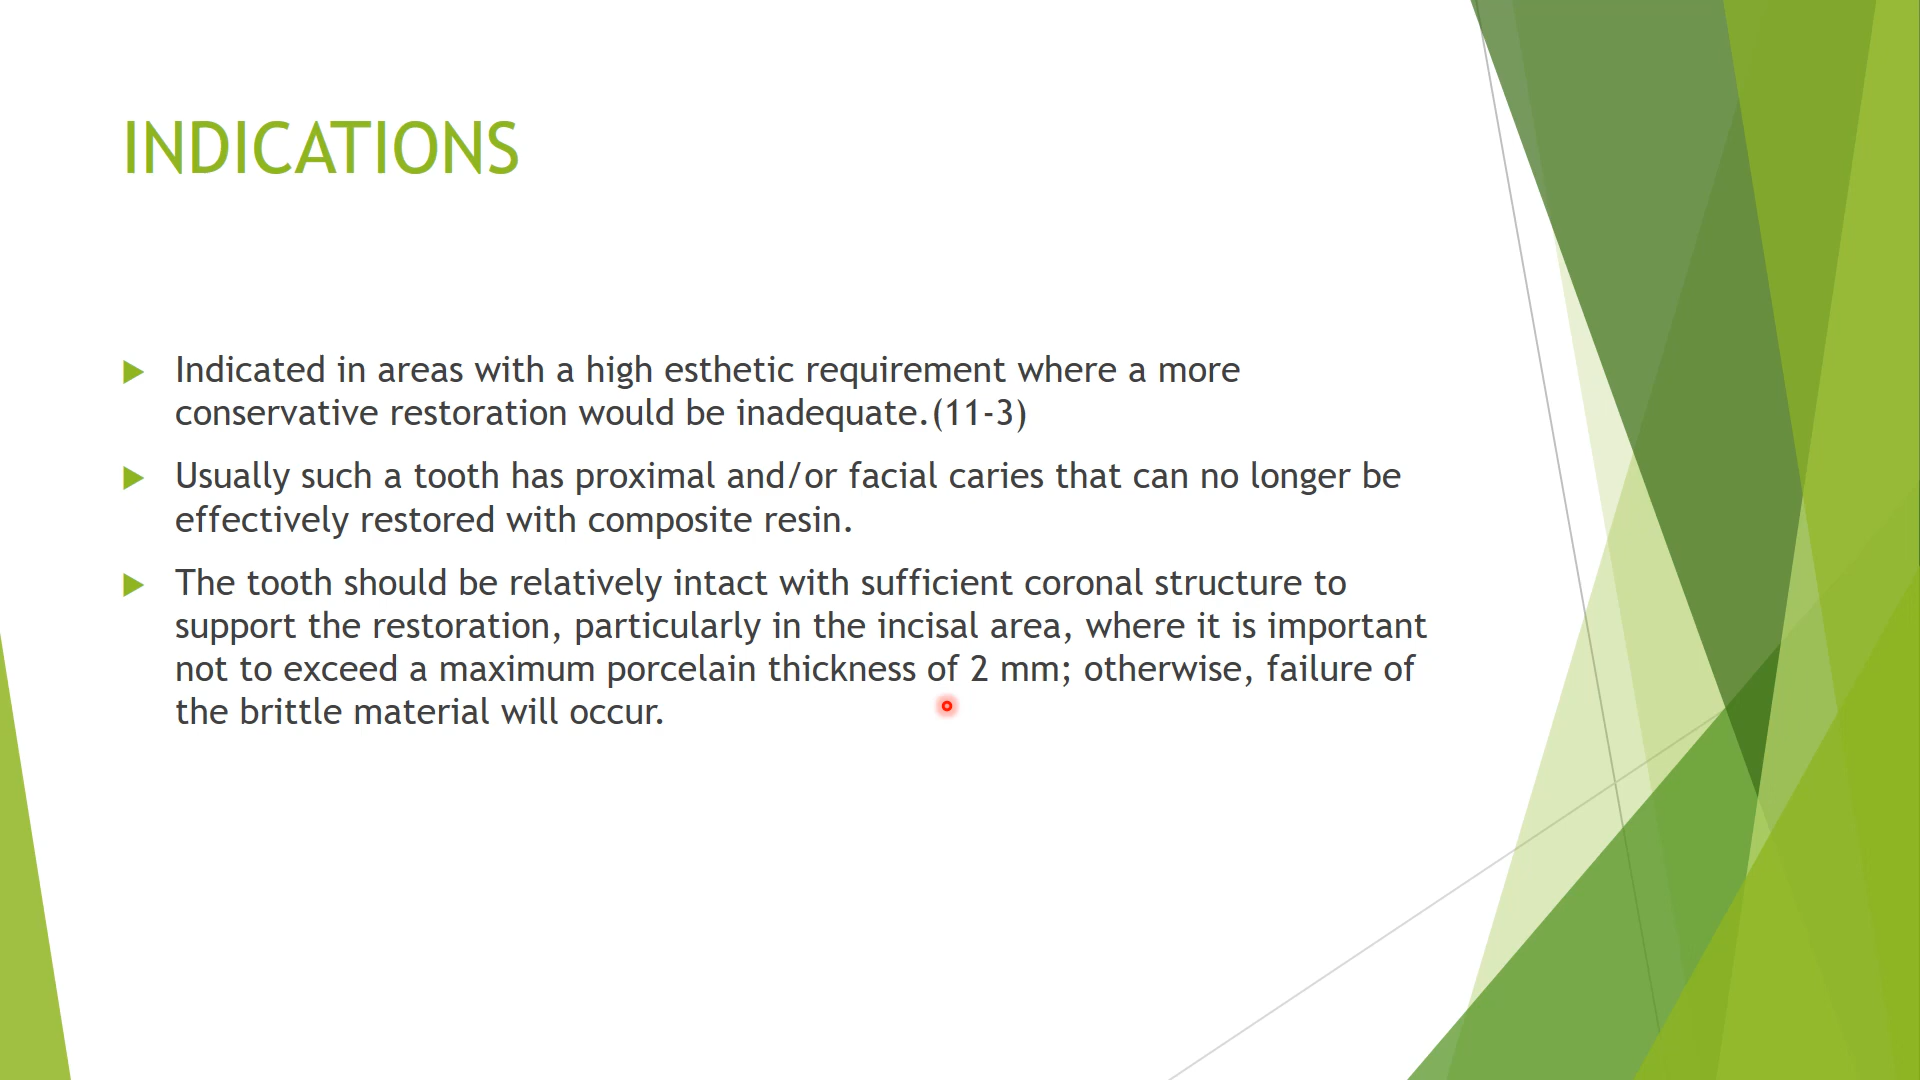 INDICATIONS
Indicated in areas with a high esthetic requirement where a more
conservative restoration would be inadequate.(11-3)
Usually such a tooth has proximal and/or facial caries that can no longer be
effectively restored with composite resin.
The tooth should be relatively intact with sufficient coronal structure to
support the restoration, particularly in the incisal area, where it is important
not to exceed a maximum porcelain thickness of 2 mm; otherwise, failure of
the brittle material will occur.